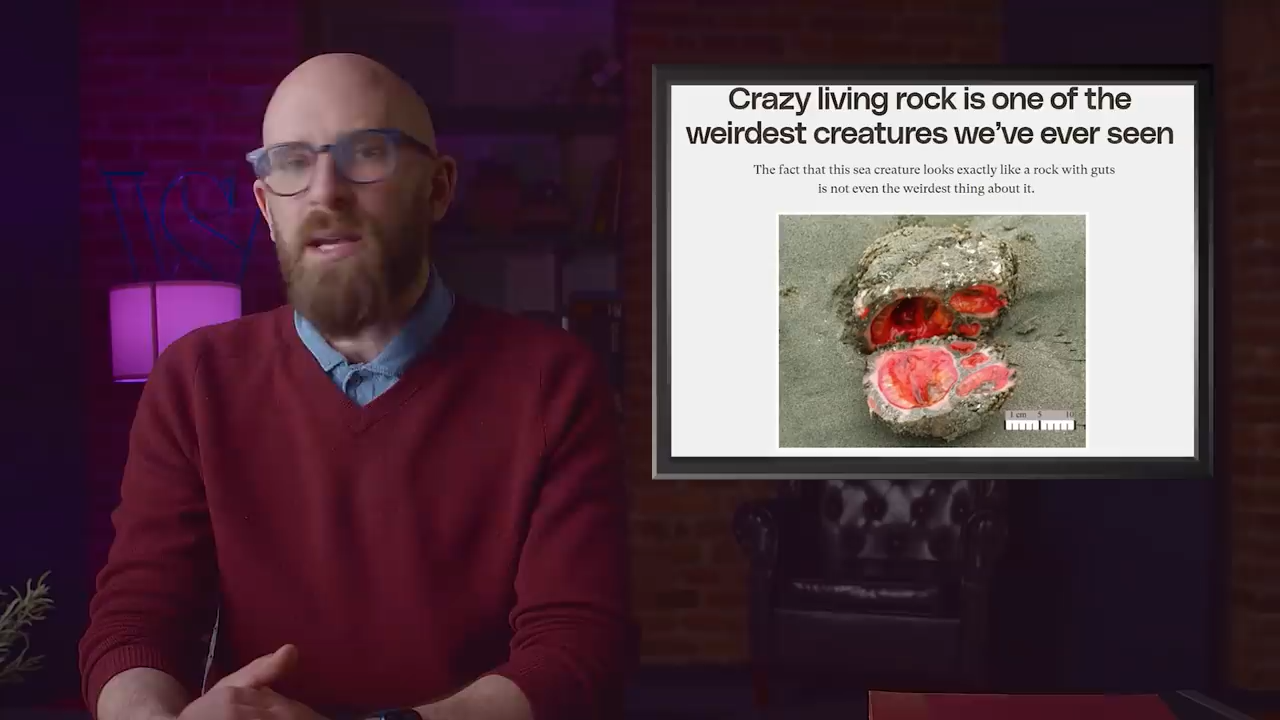 VS
Crazy living rock is one of the
weirdest creatures we've ever seen
The fact that this sea creature looks exactly like a rock with guts
is not even the weirdest thing about it.
1 cm 5 10